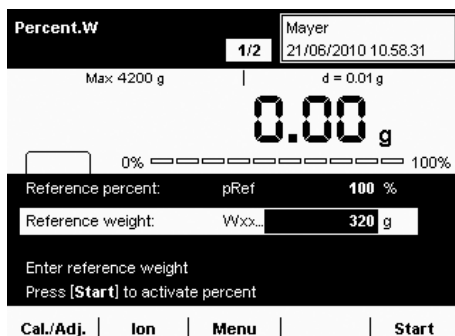 Percent.W
1/2
Mayer
21/06/2010 10.58.31
Max 4200 g
d = 0.01 g
0.00 g
0% 100%
Reference percent: pRef 100 %
Reference weight: Wxx... 320 g
Enter reference weight
Press [Start] to activate percent
Cal./Adj. Ion Menu Start